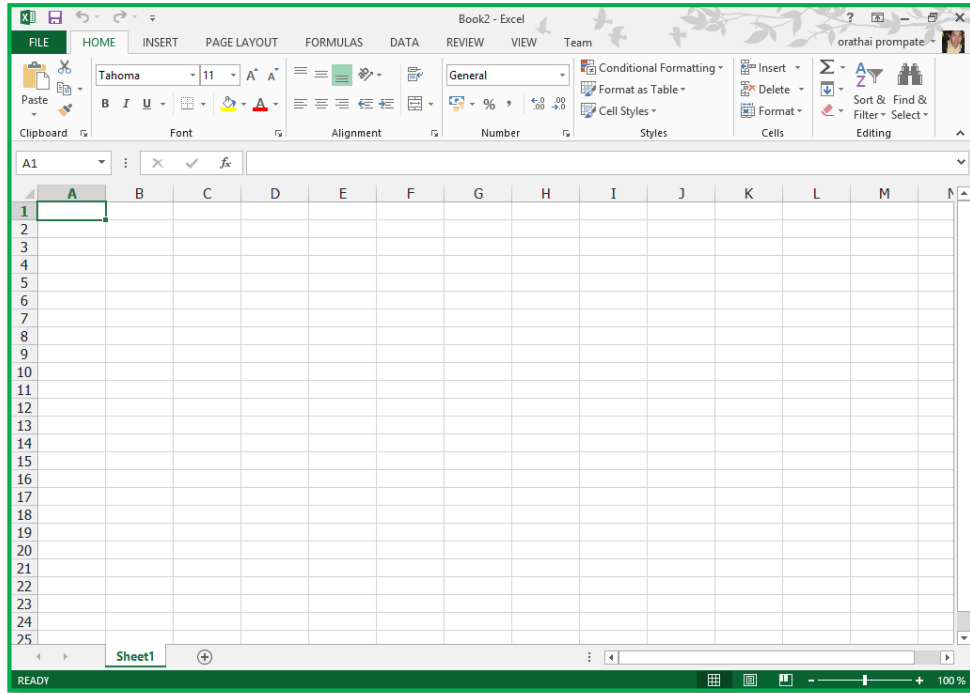 Book2 - Excel
FILE HOME INSERT PAGE LAYOUT FORMULAS DATA REVIEW VIEW Team orathai prompate
Paste
Clipboard
Tahoma 11 A A
B I U A
Font
Alignment
General
% , .0 .00
Number
Conditional Formatting
Format as Table
Cell Styles
Styles
Insert
Delete
Format
Cells
Sort & Filter
Find & Select
Editing
A1 fx
A B C D E F G H I J K L M N
1
2
3
4
5
6
7
8
9
10
11
12
13
14
15
16
17
18
19
20
21
22
23
24
25
Sheet1
READY 100 %